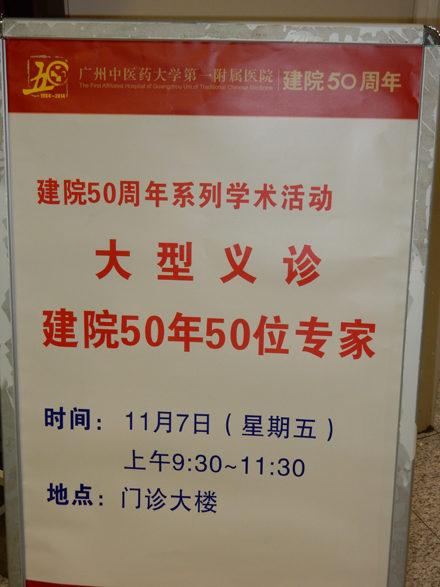 广州中医药大学第一附属医院 建院50周年
The First Affiliated Hospital of Guangzhou Univ.of Traditional Chinese Medicine
1964~2014
建院50周年系列学术活动
大型义诊
建院50年50位专家
时间：11月7日（星期五）
上午9:30~11:30
地点：门诊大楼